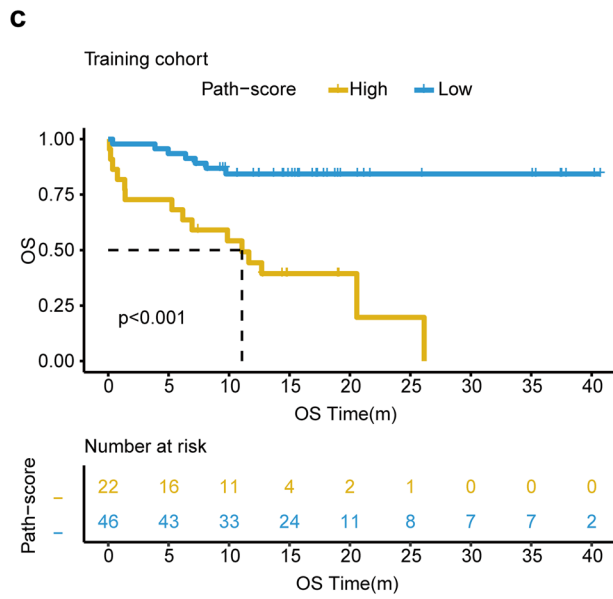 c
Training cohort
Path−score High Low
OS
1.00
0.75
0.50
0.25
0.00
p<0.001
0 5 10 15 20 25 30 35 40
OS Time(m)
Number at risk
Path−score
− 22 16 11 4 2 1 0 0 0
− 46 43 33 24 11 8 7 7 2
0 5 10 15 20 25 30 35 40
OS Time(m)